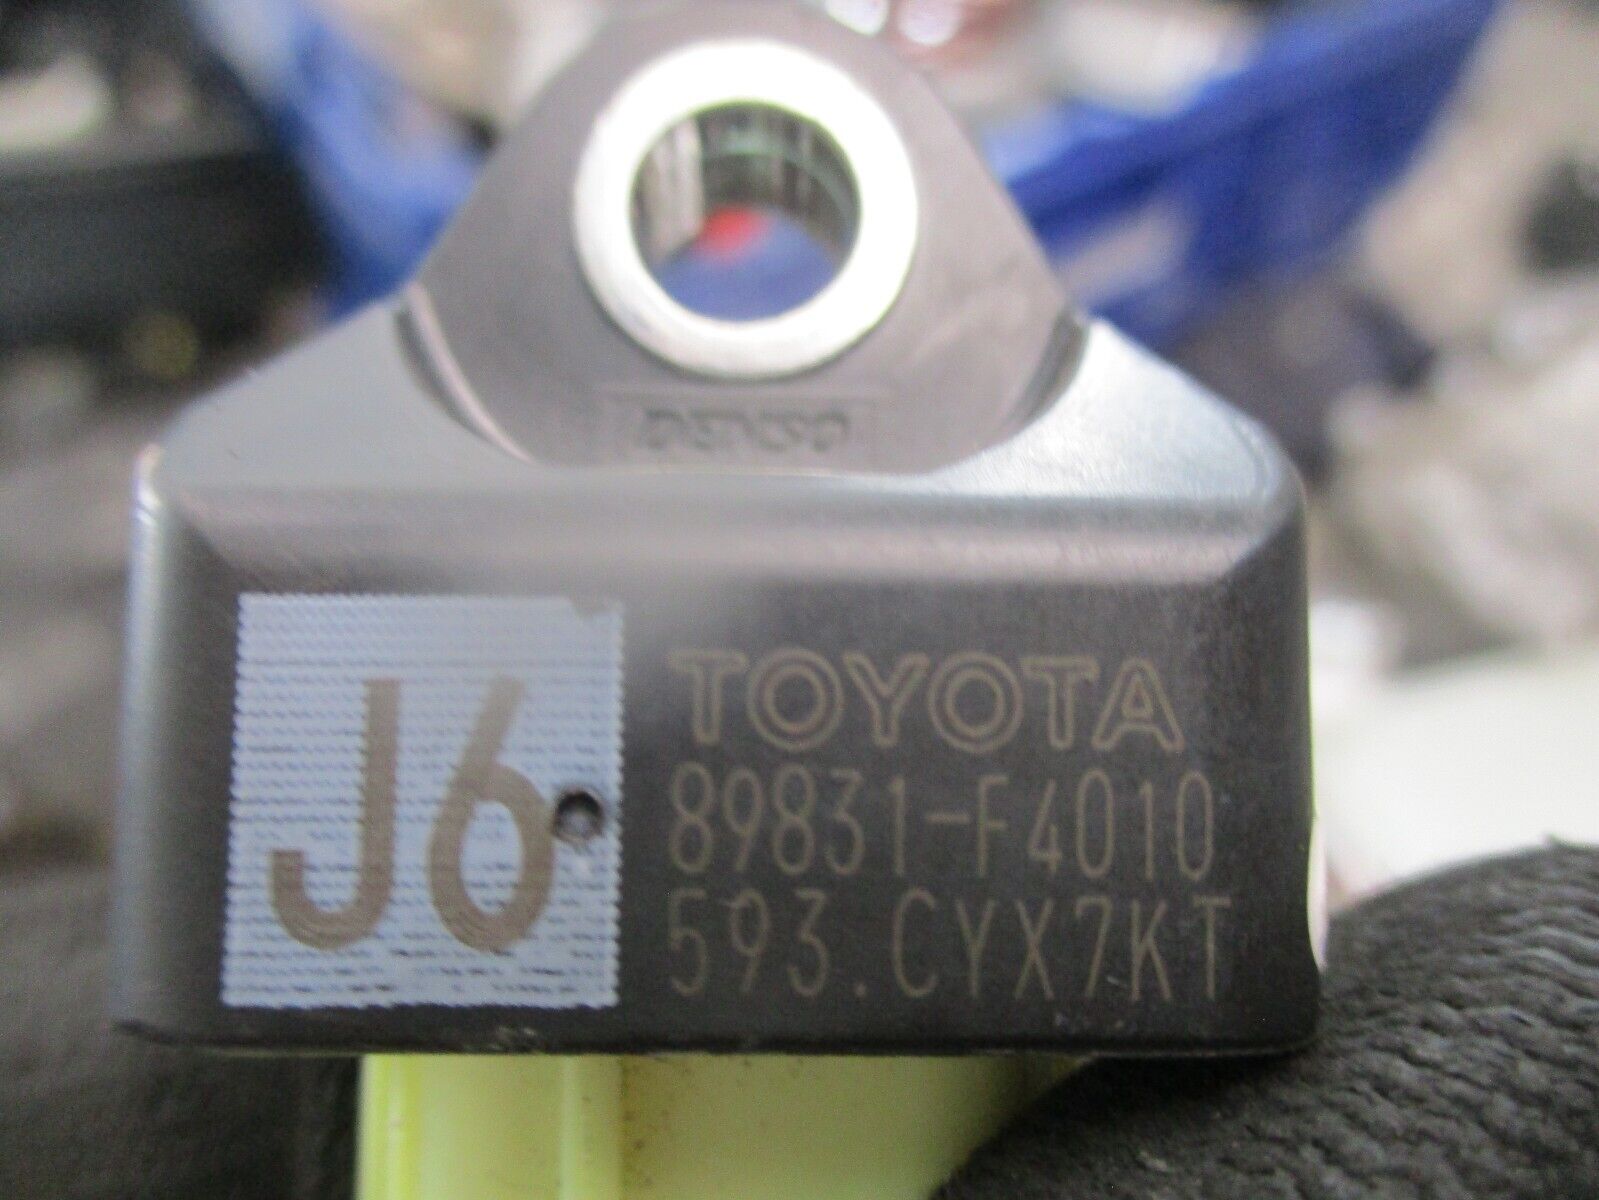 DENSO
J6
TOYOTA
89831-F4010
593.CYX7KT